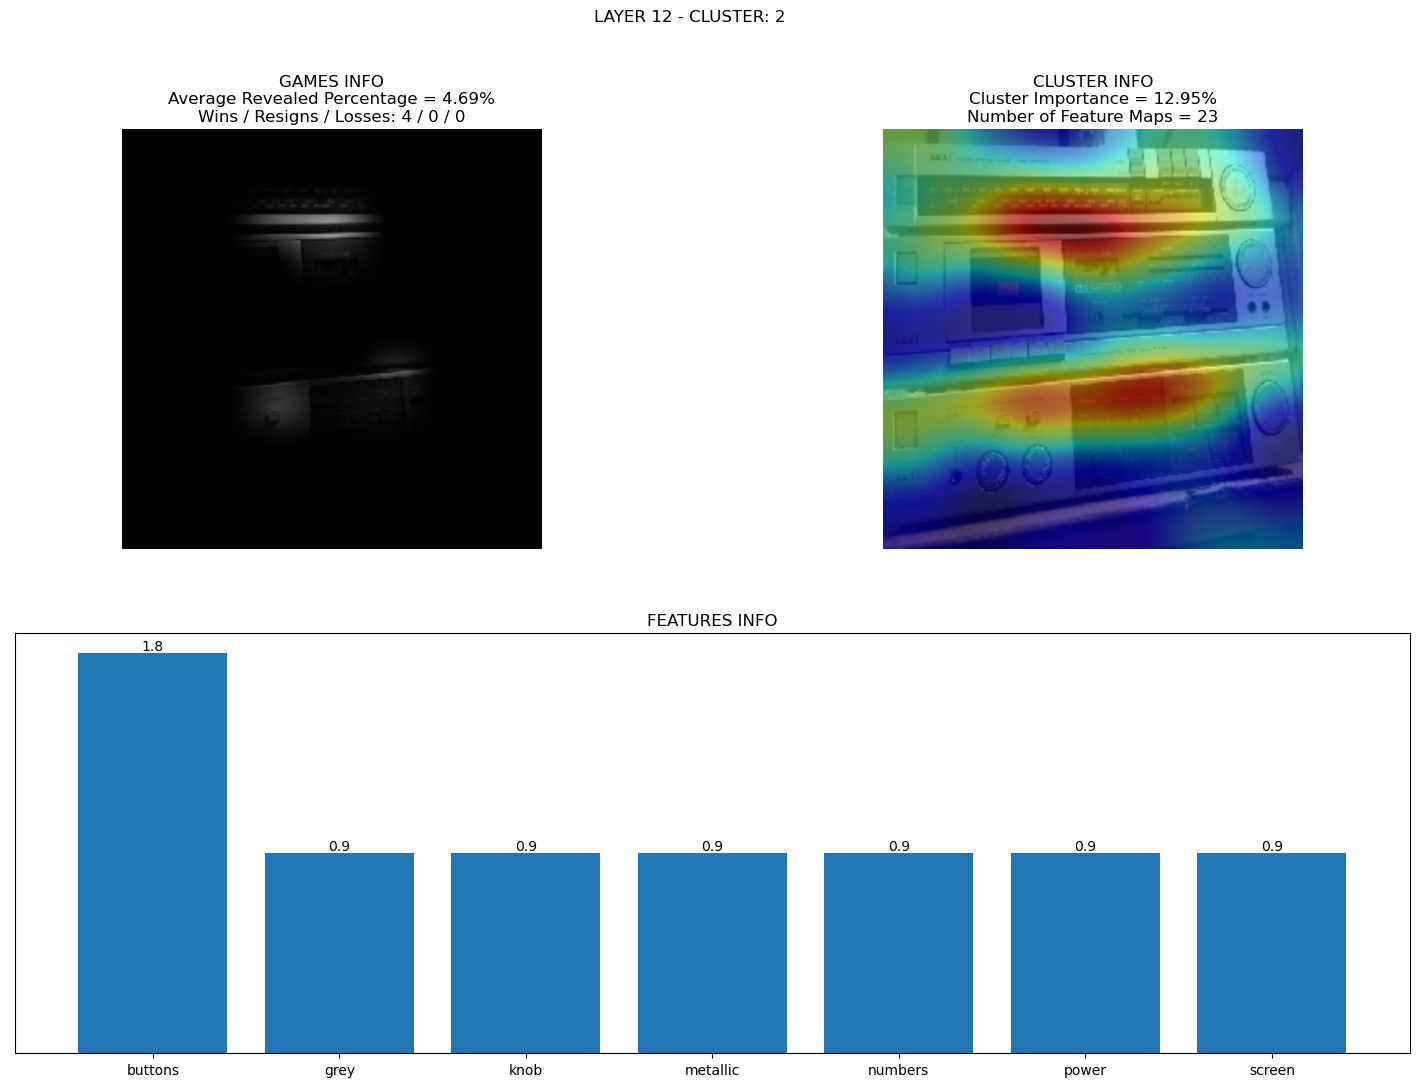 LAYER 12 - CLUSTER: 2
GAMES INFO
Average Revealed Percentage = 4.69%
Wins / Resigns / Losses: 4 / 0 / 0
CLUSTER INFO
Cluster Importance = 12.95%
Number of Feature Maps = 23
AKAI
FEATURES INFO
1.8
0.9
0.9
0.9
0.9
0.9
0.9
buttons
grey
knob
metallic
numbers
power
screen